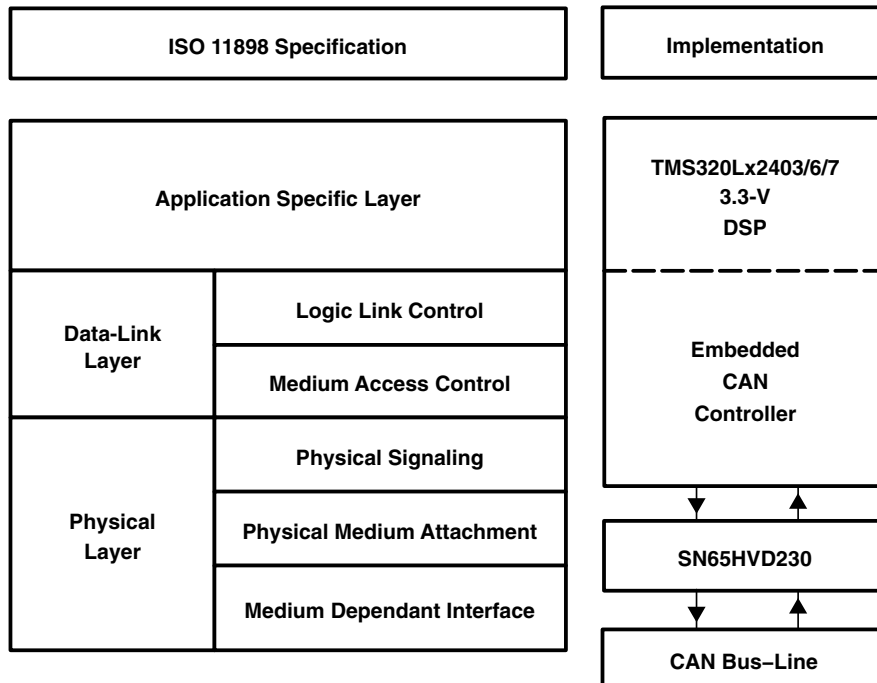 ISO 11898 Specification
Implementation
Application Specific Layer
Data-Link
Layer
Logic Link Control
Medium Access Control
Physical
Layer
Physical Signaling
Physical Medium Attachment
Medium Dependant Interface
TMS320Lx2403/6/7
3.3-V
DSP
Embedded
CAN
Controller
SN65HVD230
CAN Bus–Line